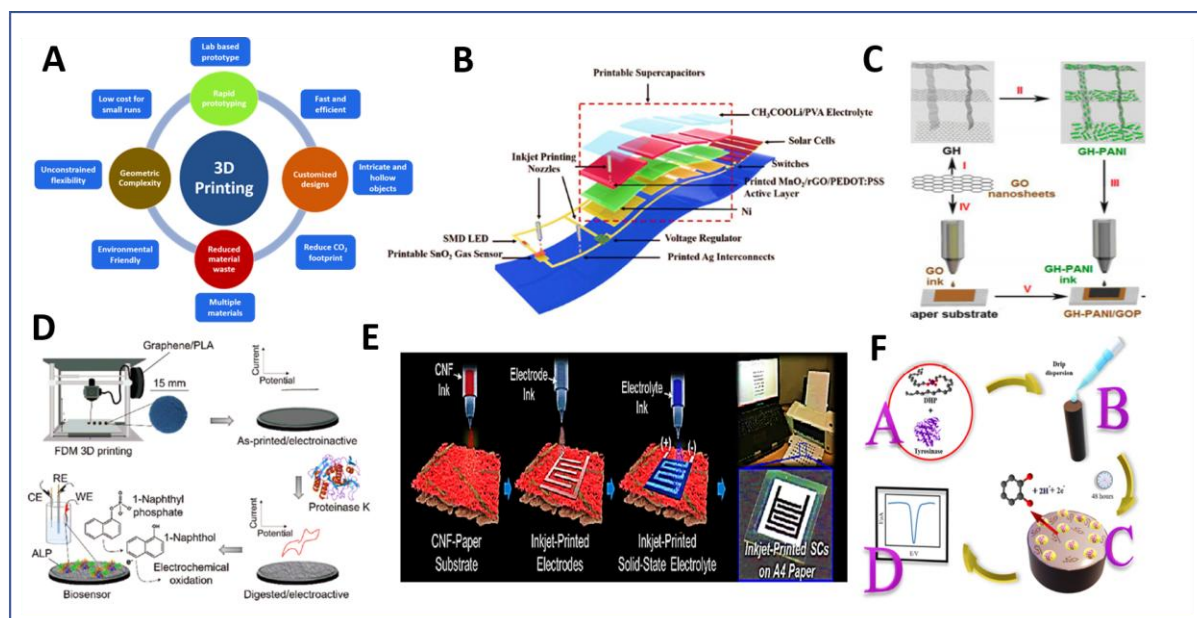 A
Lab based
prototype
Rapid
prototyping
Low cost for
small runs
Fast and
efficient
Unconstrained
flexibility
Geometric
Complexity
3D
Printing
Customized
designs
Intricate and
hollow
objects
Environmental
Friendly
Reduced
material
waste
Reduce CO₂
footprint
Multiple
materials
B
Printable Supercapacitors
CH₃COOLi/PVA Electrolyte
Solar Cells
Inkjet Printing
Nozzles
Switches
Printed MnO₂/rGO/PEDOT:PSS
Active Layer
Ni
SMD LED
Voltage Regulator
Printable SnO₂ Gas Sensor
Printed Ag Interconnects
C
II
GH
GH-PANI
I
GO
nanosheets
III
IV
GO
ink
GH-PANI
ink
V
paper substrate
GH-PANI/GOP
D
Graphene/PLA
15 mm
Current
Potential
FDM 3D printing
As-printed/electroinactive
Proteinase K
RE
CE
WE
1-Naphthyl
phosphate
1-Naphthol
Current
Potential
ALP
Electrochemical
oxidation
Biosensor
Digested/electroactive
E
CNF
Ink
Electrode
Ink
Electrolyte
Ink
(+)
(-)
CNF-Paper
Substrate
Inkjet-Printed
Electrodes
Inkjet-Printed
Solid-State Electrolyte
Inkjet-Printed SCs
on A4 Paper
F
Drip
dispersion
DHP
+
Tyrosinase
A
B
+ 2H⁺ + 2e⁻
48 hours
C
D
E/V